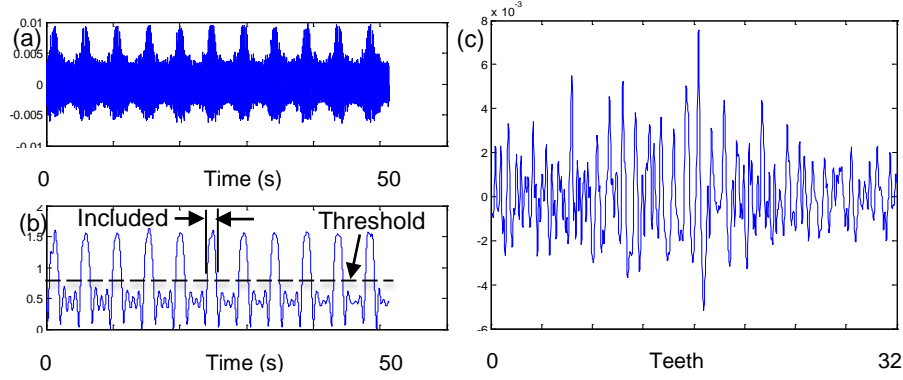 (a)
0.01
0.005
0
-0.005
-0.01
0 Time (s) 50
(b)
2
1.5
1
0.5
0
Included
Threshold
0 Time (s) 50
(c)
x 10⁻³
8
6
4
2
0
-2
-4
-6
0 Teeth 32